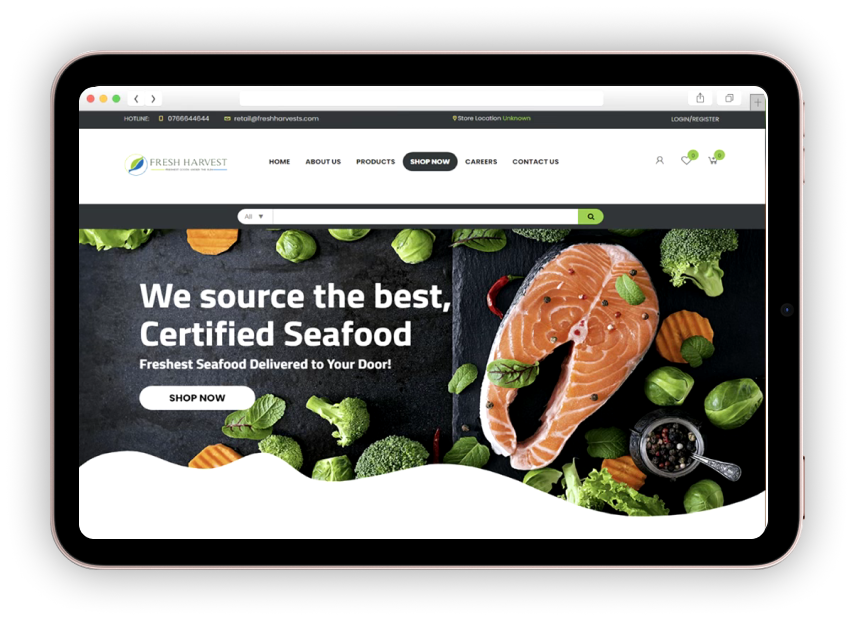 HOTLINE: 0766644644 retail@freshharvests.com Store Location Unknown LOGIN/REGISTER
FRESH HARVEST
HOME ABOUT US PRODUCTS SHOP NOW CAREERS CONTACT US
0 0
All
We source the best,
Certified Seafood
Freshest Seafood Delivered to Your Door!
SHOP NOW